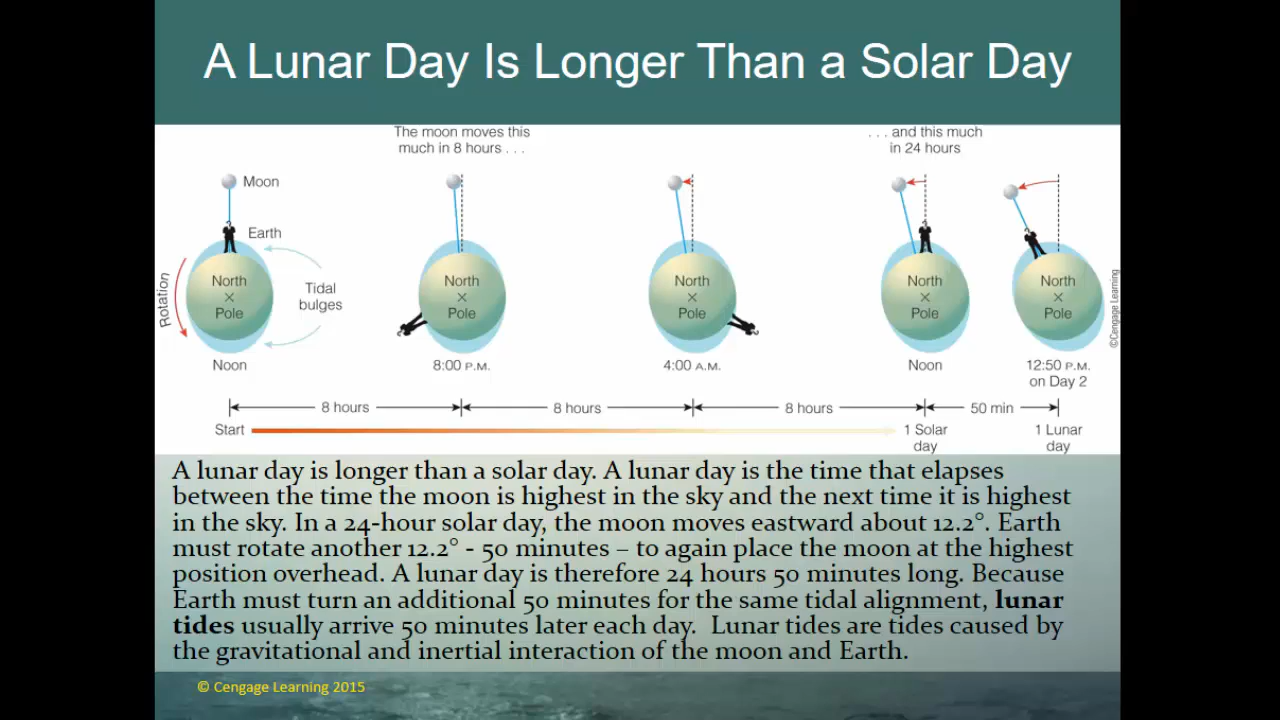 A Lunar Day Is Longer Than a Solar Day
The moon moves this
much in 8 hours . . .
. . . and this much
in 24 hours
Moon
Earth
Rotation
Tidal
bulges
North
×
Pole
North
×
Pole
North
×
Pole
North
×
Pole
North
×
Pole
©Cengage Learning
Noon
8:00 P.M.
4:00 A.M.
Noon
12:50 P.M.
on Day 2
8 hours
8 hours
8 hours
50 min
Start
1 Solar
day
1 Lunar
day
A lunar day is longer than a solar day. A lunar day is the time that elapses
between the time the moon is highest in the sky and the next time it is highest
in the sky. In a 24-hour solar day, the moon moves eastward about 12.2°. Earth
must rotate another 12.2° - 50 minutes – to again place the moon at the highest
position overhead. A lunar day is therefore 24 hours 50 minutes long. Because
Earth must turn an additional 50 minutes for the same tidal alignment, lunar
tides usually arrive 50 minutes later each day. Lunar tides are tides caused by
the gravitational and inertial interaction of the moon and Earth.
© Cengage Learning 2015